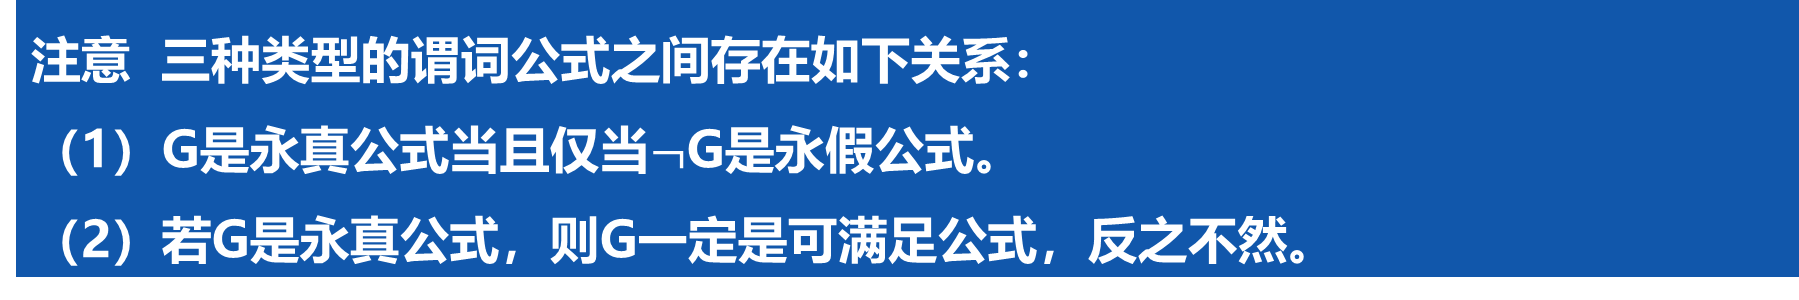 注意  三种类型的谓词公式之间存在如下关系：
（1）G是永真公式当且仅当¬G是永假公式。
（2）若G是永真公式，则G一定是可满足公式，反之不然。